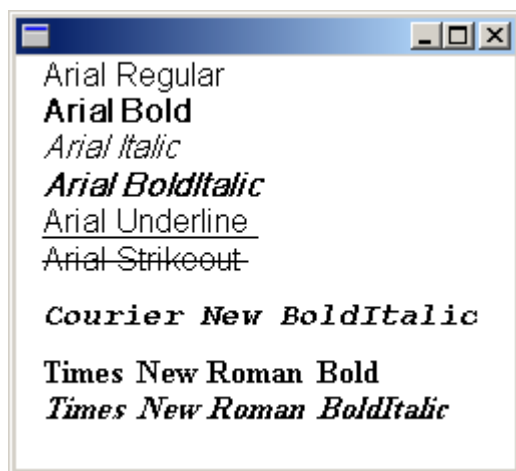 Arial Regular
Arial Bold
Arial Italic
Arial BoldItalic
Arial Underline
Arial Strikeout
Courier New BoldItalic
Times New Roman Bold
Times New Roman BoldItalic